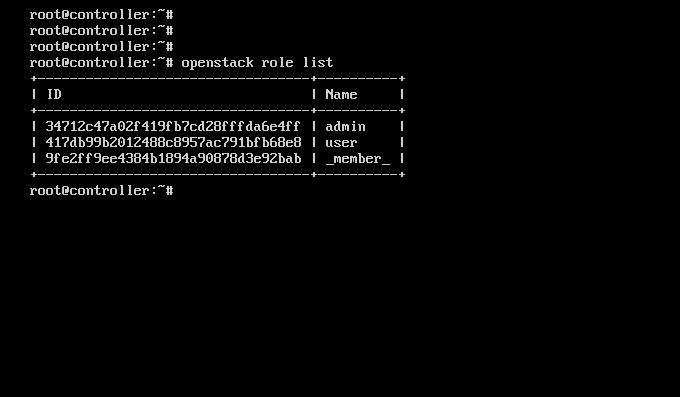 root@controller:~#
root@controller:~#
root@controller:~#
root@controller:~# openstack role list
+----------------------------------+----------+
| ID                               | Name     |
+----------------------------------+----------+
| 34712c47a02f419fb7cd28fffda6e4ff | admin    |
| 417db99b2012488c8957ac791bfb68e8 | user     |
| 9fe2ff9ee4384b1894a90878d3e92bab | _member_ |
+----------------------------------+----------+
root@controller:~#